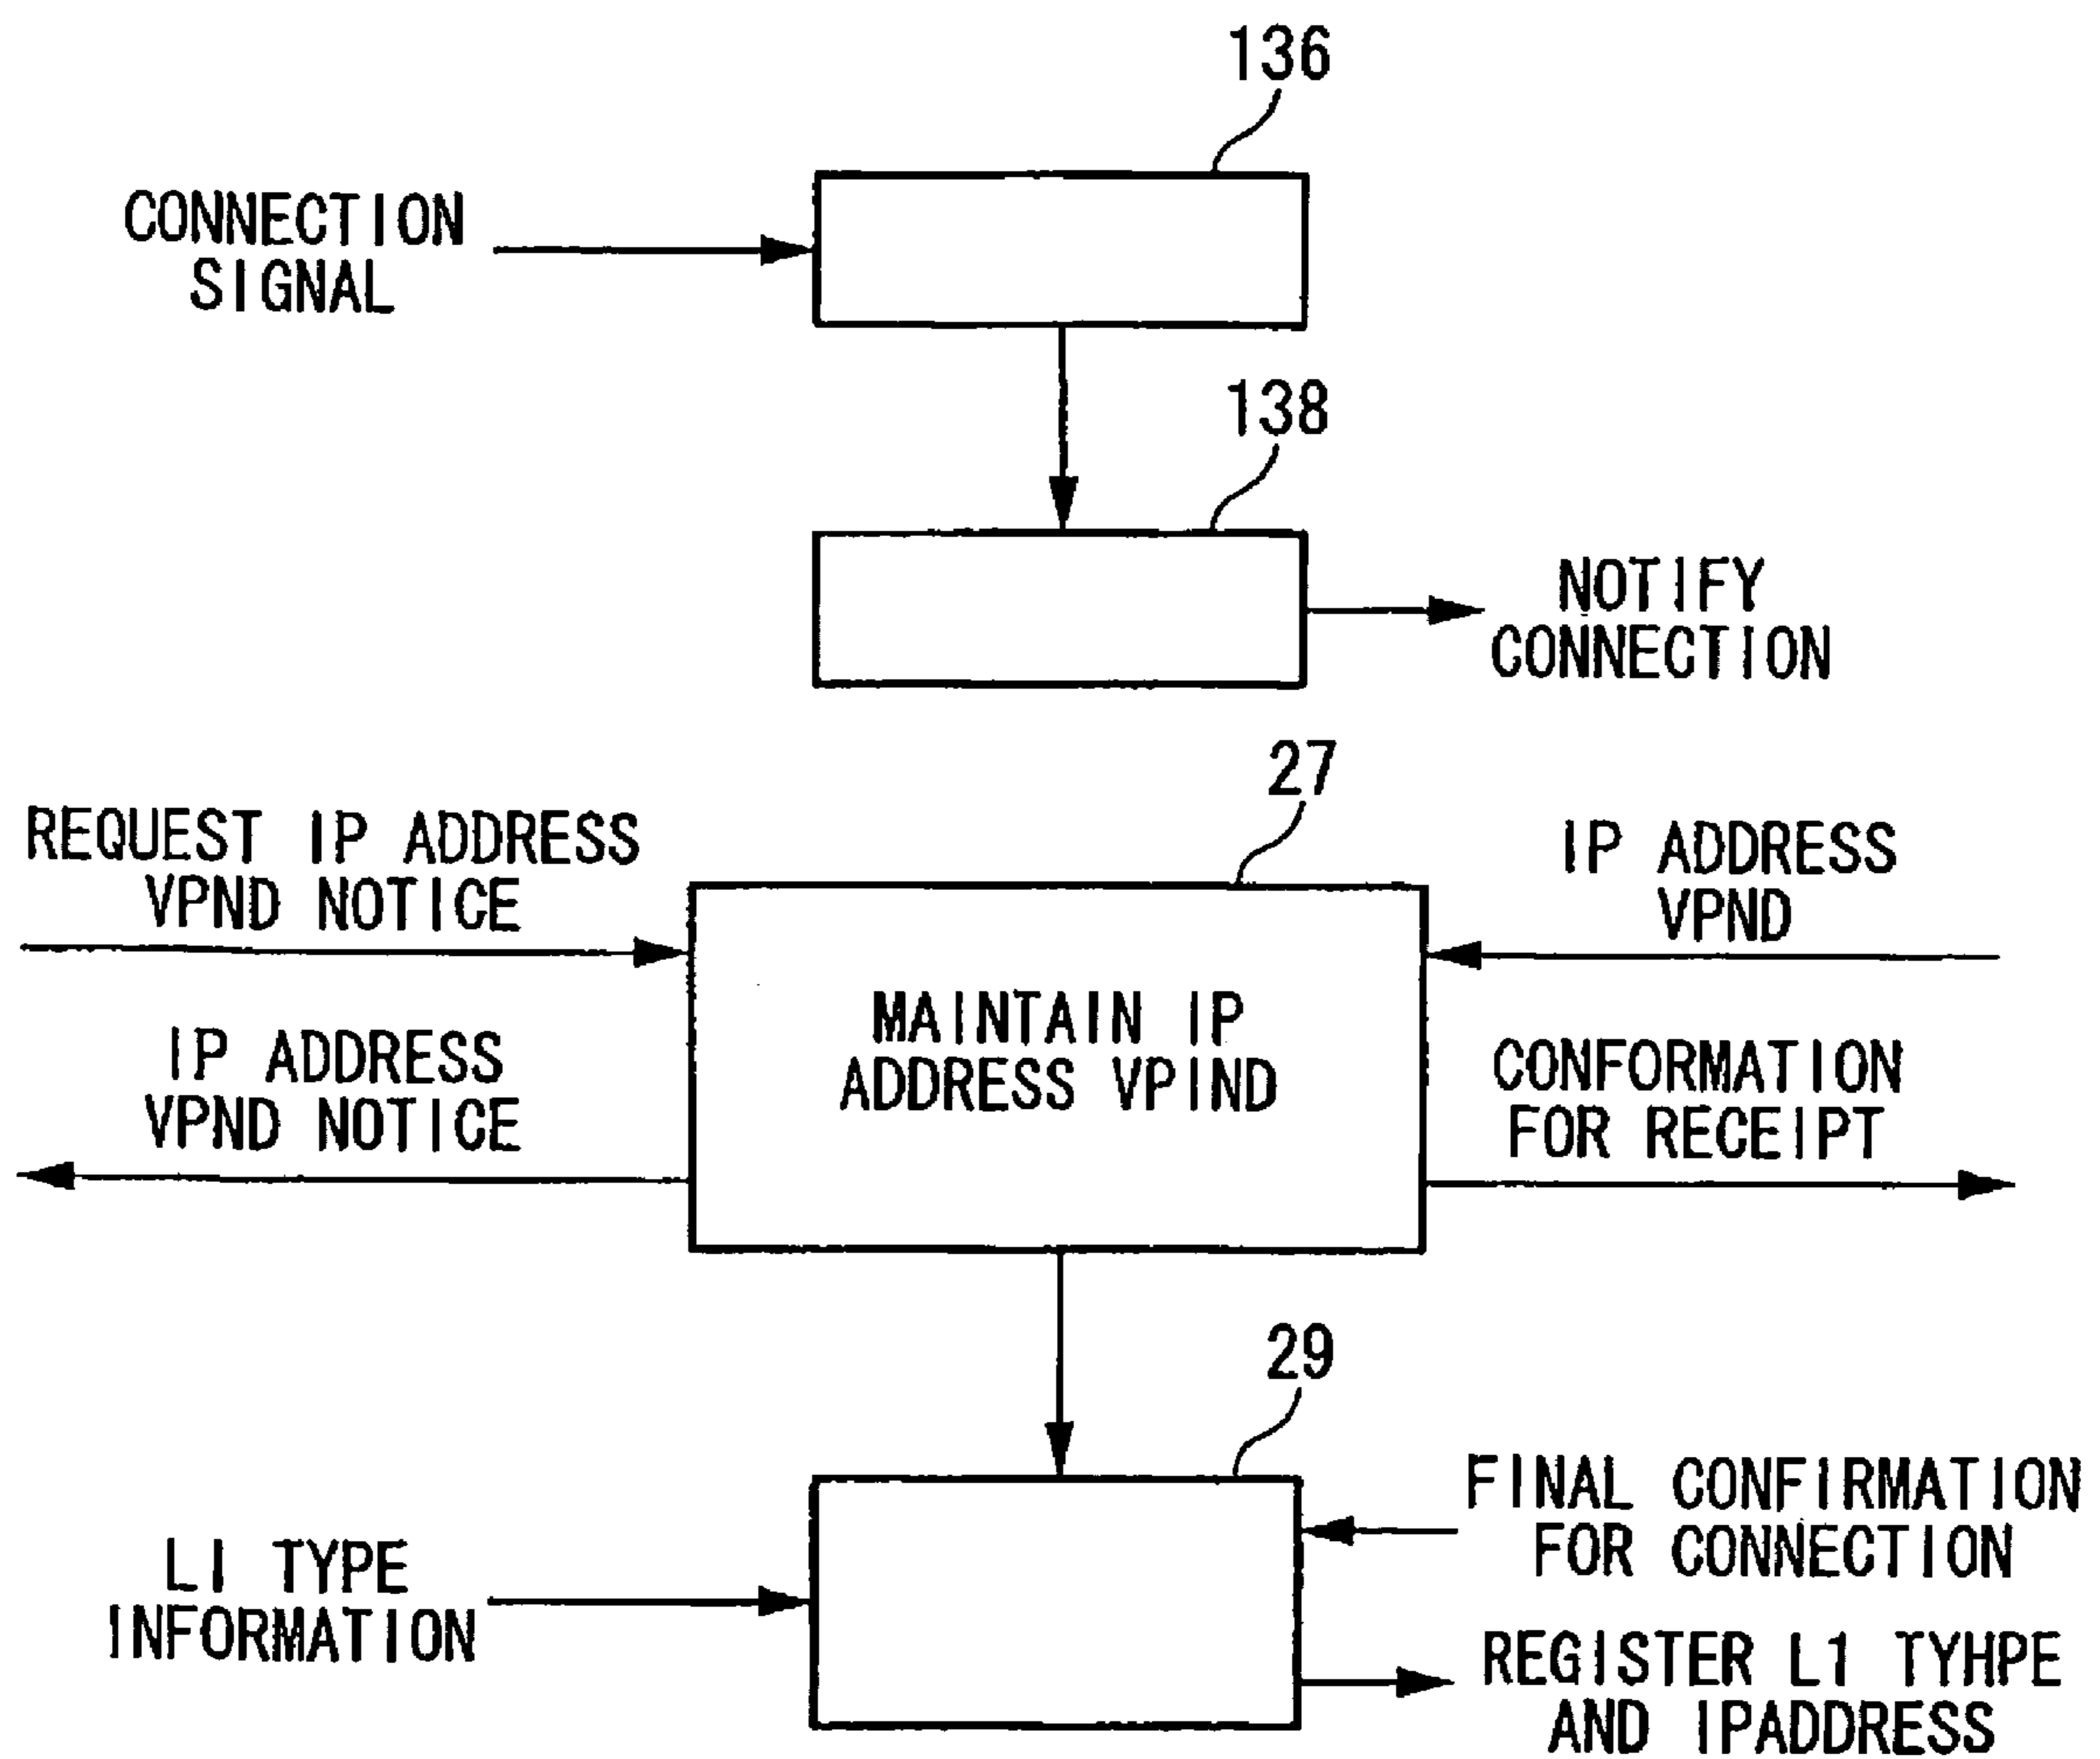 136
CONNECTION
SIGNAL
138
NOTIFY
CONNECTION
27
REQUEST IP ADDRESS
VPND NOTICE
IP ADDRESS
VPND
MAINTAIN IP
ADDRESS VPIND
IP ADDRESS
VPND NOTICE
CONFORMATION
FOR RECEIPT
29
FINAL CONFIRMATION
FOR CONNECTION
LI TYPE
INFORMATION
REGISTER L1 TYHPE
AND IPADDRESS